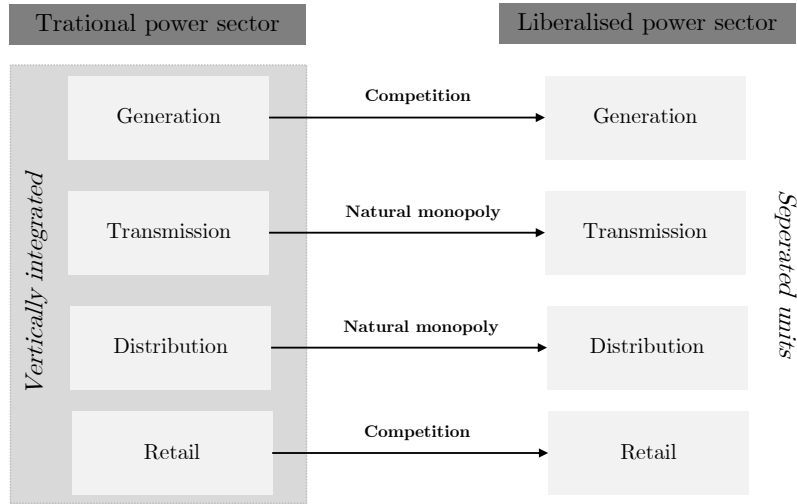 Trational power sector
Liberalised power sector
Vertically integrated
Generation
Competition
Generation
Transmission
Natural monopoly
Transmission
Distribution
Natural monopoly
Distribution
Retail
Competition
Retail
Seperated units